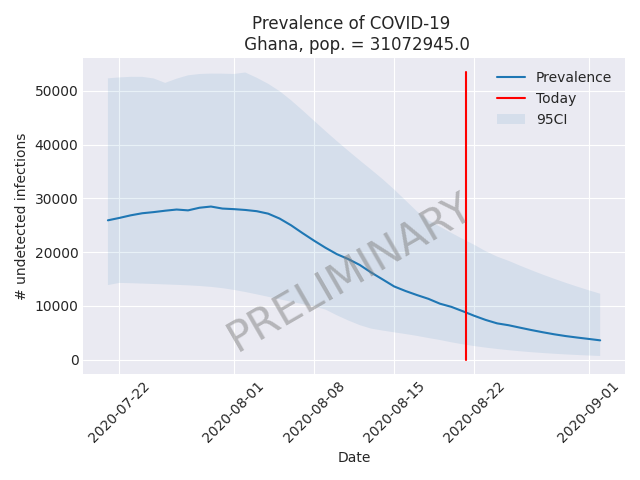 Prevalence of COVID-19
Ghana, pop. = 31072945.0
Prevalence
Today
95CI
# undetected infections
50000
40000
30000
20000
10000
0
PRELIMINARY
2020-07-22
2020-08-01
2020-08-08
2020-08-15
2020-08-22
2020-09-01
Date